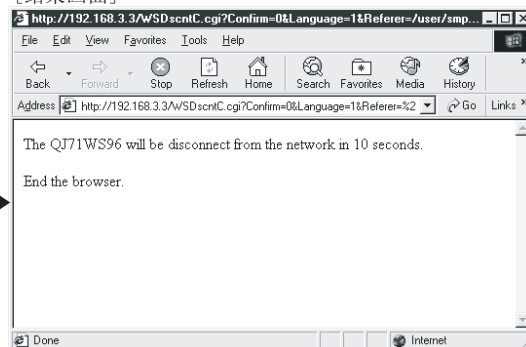 [結果画面]
http://192.168.3.3/WSDscntC.cgi?Confirm=0&Language=1&Referer=/user/smp...
File Edit View Favorites Tools Help
Back Forward Stop Refresh Home Search Favorites Media History »
Address http://192.168.3.3/WSDscntC.cgi?Confirm=0&Language=1&Referer=%2 Go Links »
The QJ71WS96 will be disconnect from the network in 10 seconds.
End the browser.
Done Internet